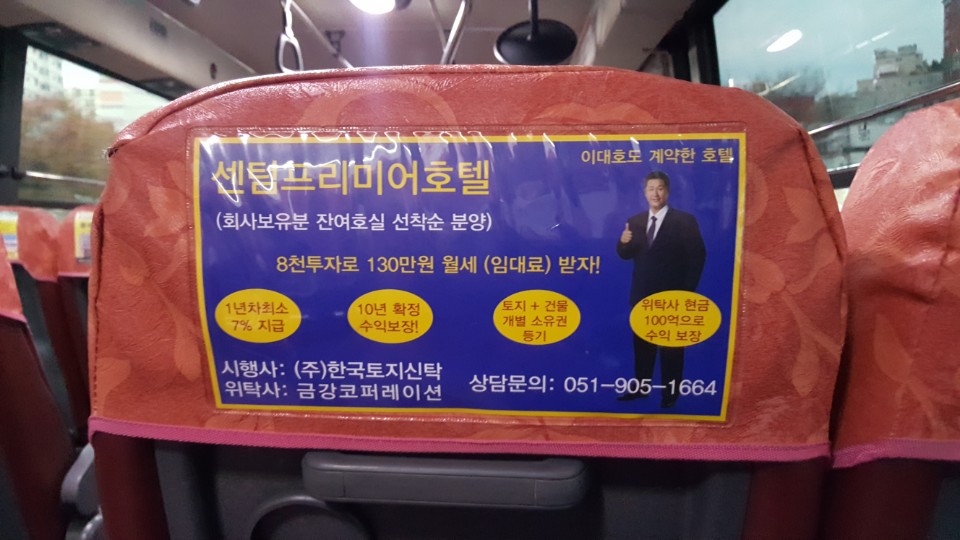 이대호도 계약한 호텔
센텀프리미어호텔
(회사보유분 잔여호실 선착순 분양)
8천투자로 130만원 월세 (임대료) 받자!
1년차최소
7% 지급
10년 확정
수익보장!
토지 + 건물
개별 소유권
등기
위탁사 현금
100억으로
수익 보장
시행사: (주)한국토지신탁
위탁사: 금강코퍼레이션
상담문의: 051-905-1664